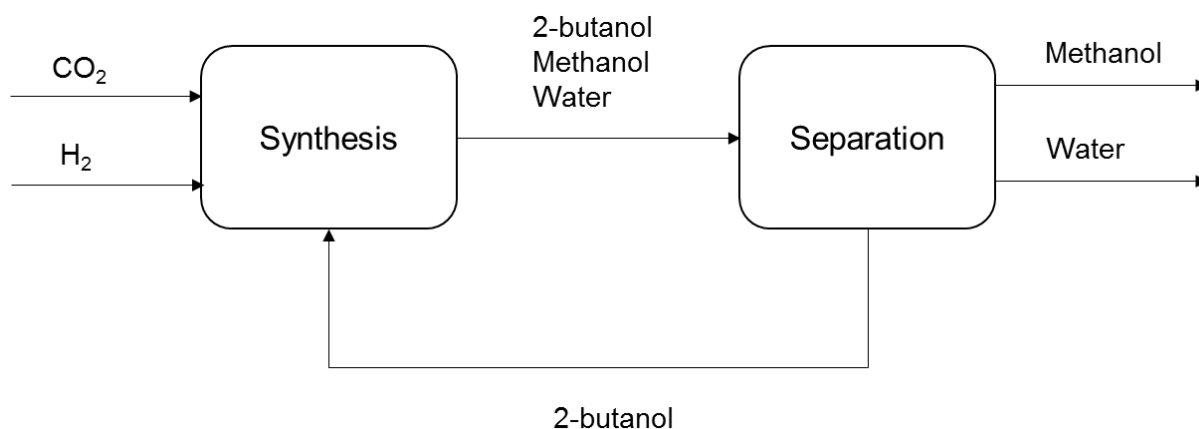 CO₂
H₂
Synthesis
2-butanol
Methanol
Water
Separation
Methanol
Water
2-butanol